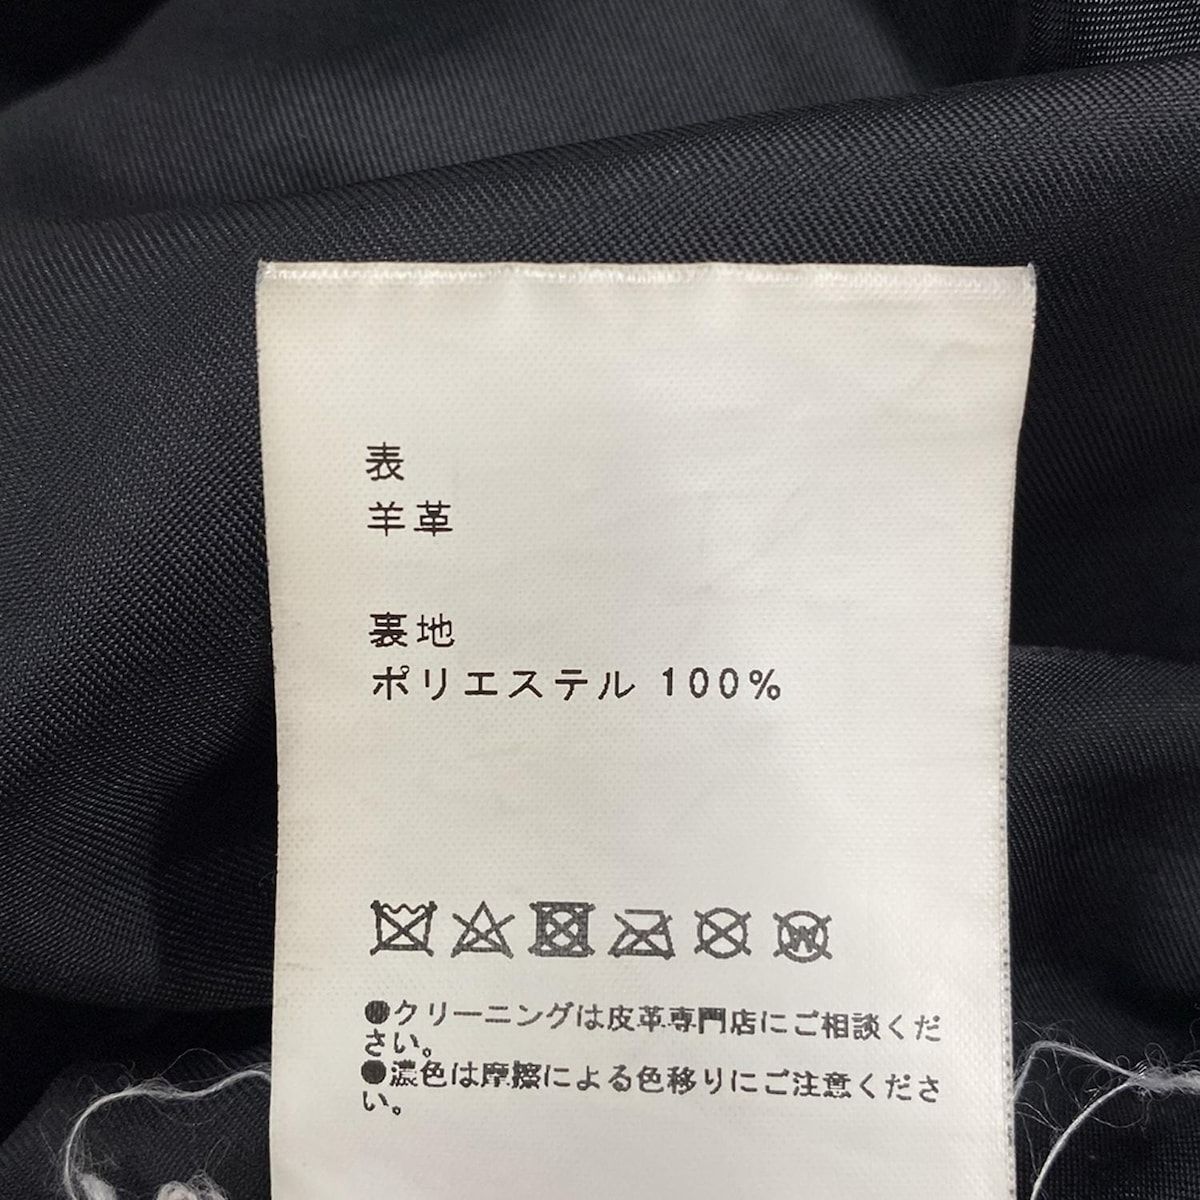 表
羊革
裏地
ポリエステル 100%
W
●クリーニングは皮革専門店にご相談くだ
さい。
●濃色は摩擦による色移りにご注意くださ
い。